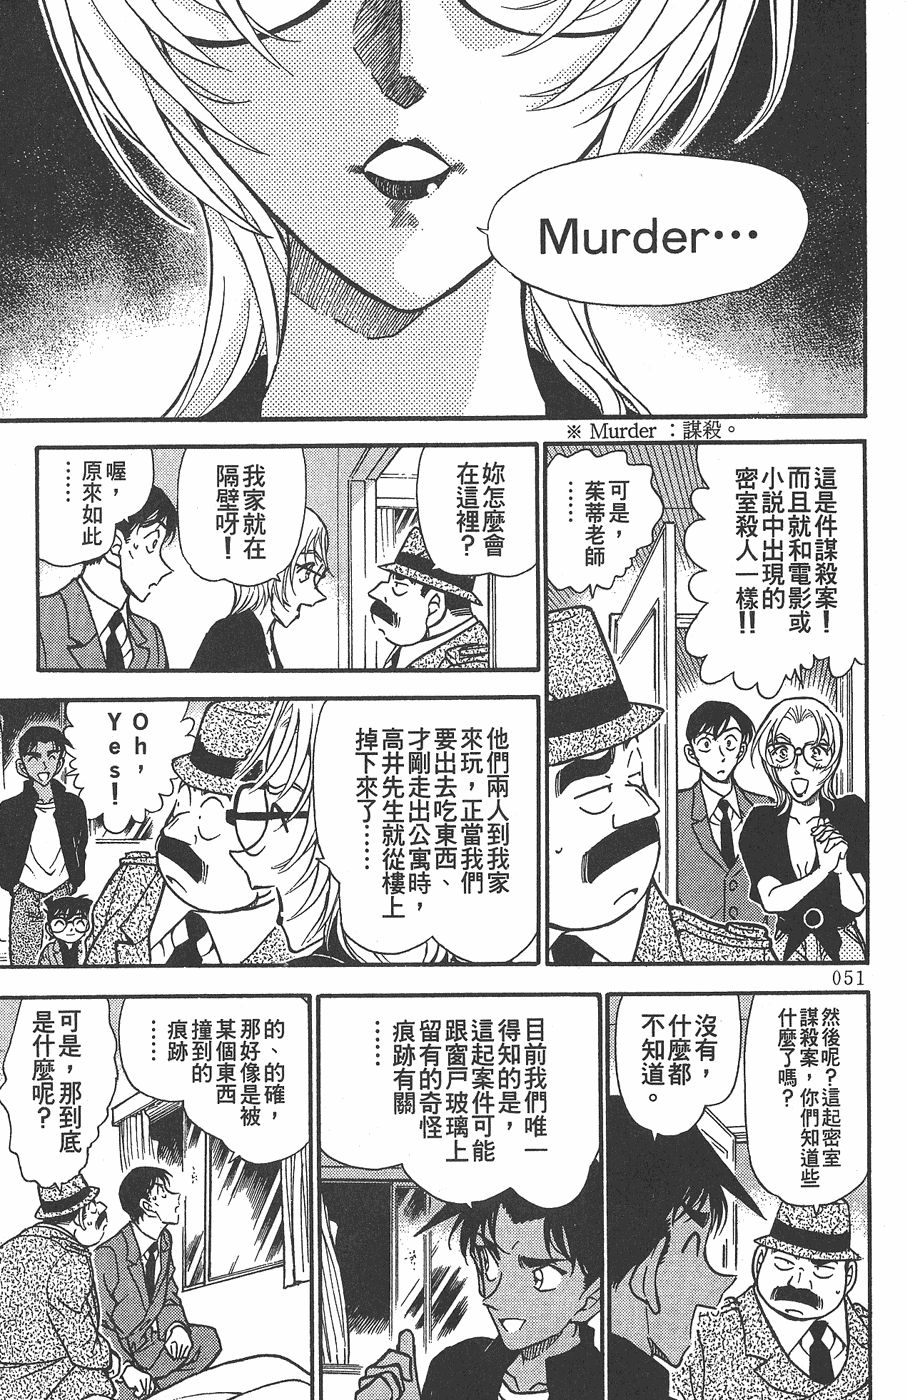 Murder…
※ Murder：謀殺。
這是件謀殺案！
而且就和電影或
小説中出現的
密室殺人一樣!!
可是，
茱蒂老師
……
妳怎麼會
在這裡？
我家就在
隔壁呀！
喔，
原來如此
……
他們兩人到我家
來玩，正當我們
要出去吃東西、
才剛走出公寓時，
高井先生就從樓上
掉下來了……
Oh,
Yes!
051
然後呢？這起密室
謀殺案，你們知道些
什麼了嗎？
沒有，
什麼都
不知道。
目前我們唯一
得知的是，
這起案件可能
跟窗戸玻璃上
留有的奇怪
痕跡有關
……
的、的確，
那好像是被
某個東西
撞到的
痕跡
……
可是，那到底
是什麼呢？